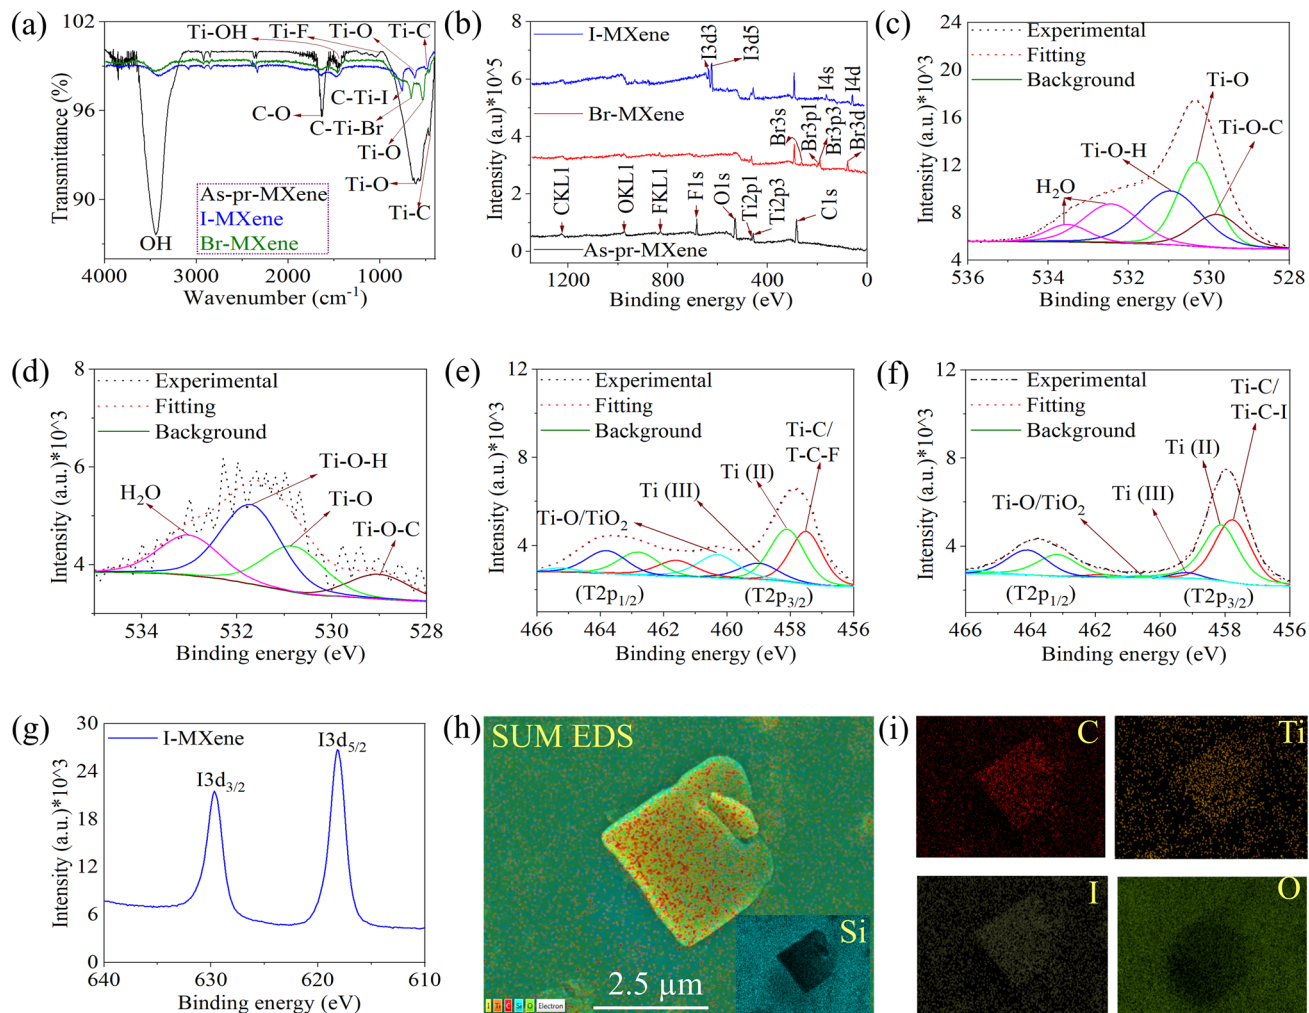 (a)
102
96
90
Transmittance (%)
Ti-OH
Ti-F
Ti-O
Ti-C
C-Ti-I
C-O
C-Ti-Br
Ti-O
Ti-O
Ti-C
As-pr-MXene
I-MXene
Br-MXene
OH
4000 3000 2000 1000
Wavenumber (cm⁻¹)
(b)
8
6
4
2
0
Intensity (a.u)*10^5
I-MXene
I3d3
I3d5
I4s
I4d
Br-MXene
Br3s
Br3p1
Br3p3
Br3d
CKL1
OKL1
FKL1
F1s
O1s
Ti2p1
Ti2p3
C1s
As-pr-MXene
1200 800 400 0
Binding energy (eV)
(c)
20
16
12
8
4
Intensity (a.u.)*10^3
Experimental
Fitting
Background
Ti-O
Ti-O-C
Ti-O-H
H₂O
536 534 532 530 528
Binding energy (eV)
(d)
8
6
4
Intensity (a.u.)*10^3
Experimental
Fitting
Background
Ti-O-H
H₂O
Ti-O
Ti-O-C
534 532 530 528
Binding energy (eV)
(e)
12
8
4
0
Intensity (a.u.)*10^3
Experimental
Fitting
Background
Ti-C/
T-C-F
Ti (II)
Ti (III)
Ti-O/TiO₂
(T2p₁/₂)
(T2p₃/₂)
466 464 462 460 458 456
Binding energy (eV)
(f)
12
8
4
0
Intensity (a.u.)*10^3
Experimental
Fitting
Background
Ti-C/
Ti-C-I
Ti (II)
Ti (III)
Ti-O/TiO₂
(T2p₁/₂)
(T2p₃/₂)
466 464 462 460 458 456
Binding energy (eV)
(g)
30
24
18
12
6
0
Intensity (a.u.)*10^3
I-MXene
I3d₅/₂
I3d₃/₂
640 630 620 610
Binding energy (eV)
(h)
SUM EDS
Si
2.5 µm
I Ti C Si O Electron
(i)
C
Ti
I
O